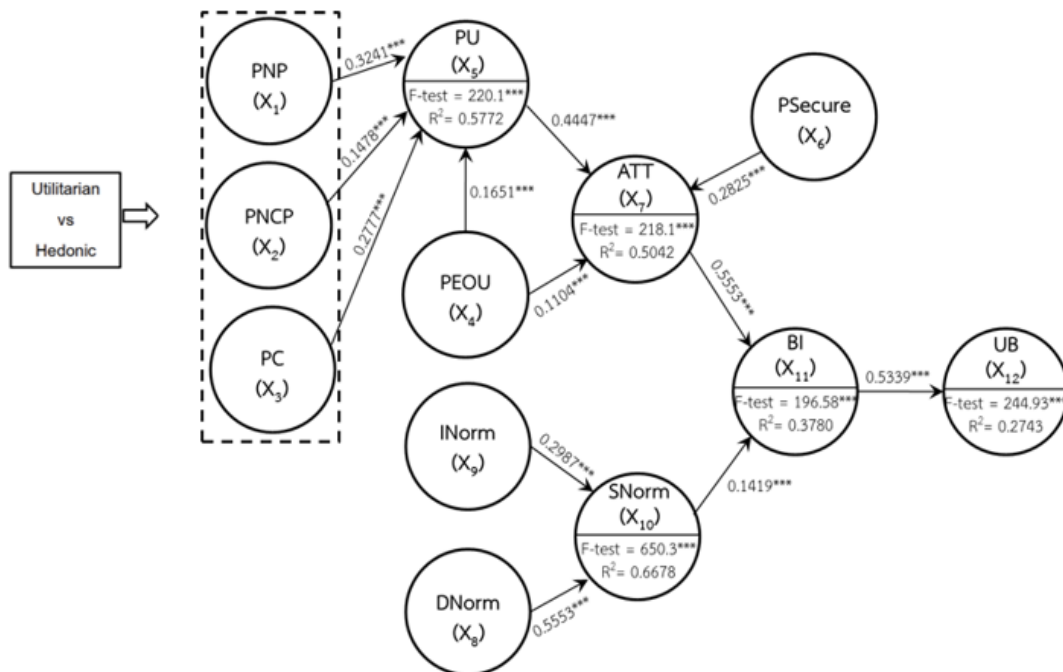 Utilitarian
vs
Hedonic
PNP
(X1)
PNCP
(X2)
PC
(X3)
0.3241***
0.1478***
0.2777***
PU
(X5)
F-test = 220.1***
R2= 0.5772
0.1651***
PEOU
(X4)
0.4447***
0.1104***
ATT
(X7)
F-test = 218.1***
R2= 0.5042
PSecure
(X6)
0.2825***
0.5553***
INorm
(X9)
0.2987***
DNorm
(X8)
0.5553***
SNorm
(X10)
F-test = 650.3***
R2= 0.6678
0.1419***
BI
(X11)
F-test = 196.58***
R2= 0.3780
0.5339***
UB
(X12)
F-test = 244.93***
R2= 0.2743